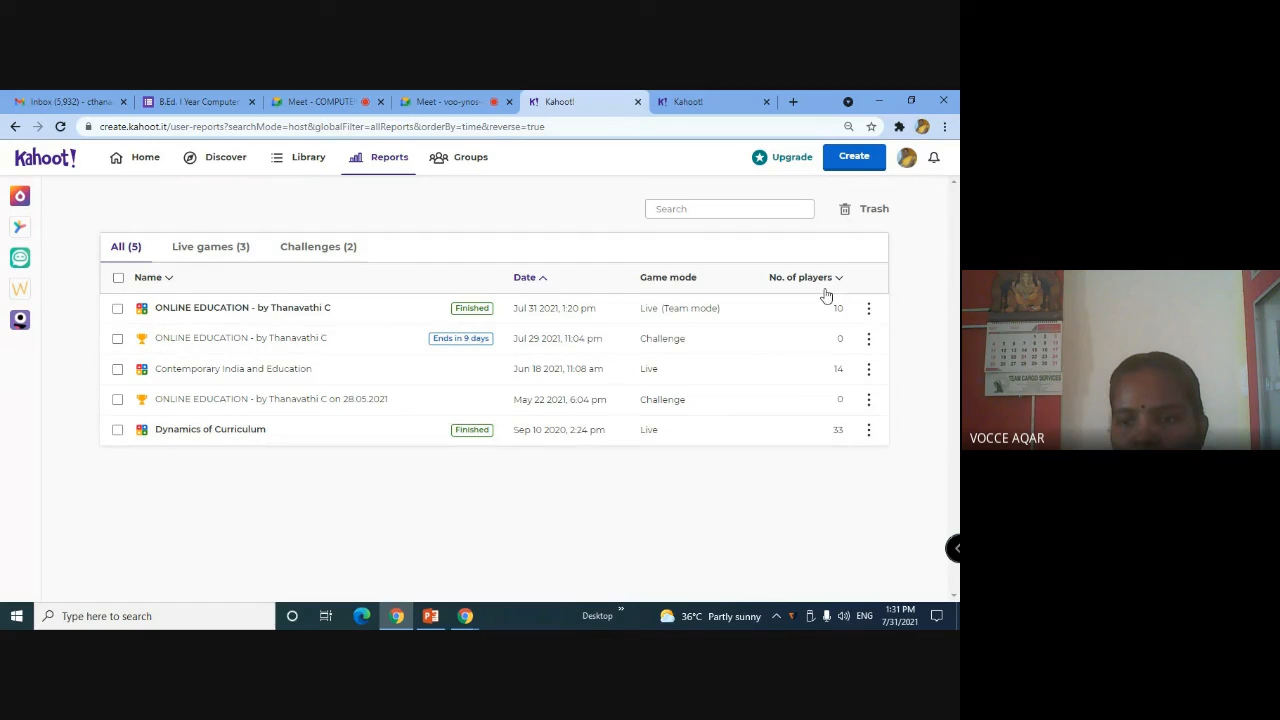 Inbox (5,932) - cthana
B.Ed. I Year Computer
Meet - COMPUTE
Meet - voo-ynos-
Kahoot!
Kahoot!
create.kahoot.it/user-reports?searchMode=host&globalFilter=allReports&orderBy=time&reverse=true
Kahoot!
Home
Discover
Library
Reports
Groups
Upgrade
Create
Search
Trash
All (5)
Live games (3)
Challenges (2)
Name
Date
Game mode
No. of players
ONLINE EDUCATION - by Thanavathi C Finished Jul 31 2021, 1:20 pm Live (Team mode) 10
ONLINE EDUCATION - by Thanavathi C Ends in 9 days Jul 29 2021, 11:04 pm Challenge 0
Contemporary India and Education Jun 18 2021, 11:08 am Live 14
ONLINE EDUCATION - by Thanavathi C on 28.05.2021 May 22 2021, 6:04 pm Challenge 0
Dynamics of Curriculum Finished Sep 10 2020, 2:24 pm Live 33
TEAM CARGO SERVICES
VOCCE AQAR
Type here to search
Desktop
36°C Partly sunny
ENG
1:31 PM
7/31/2021